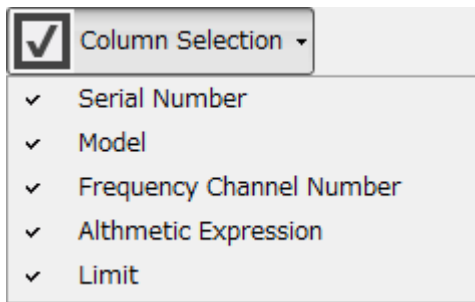 Column Selection
Serial Number
Model
Frequency Channel Number
Althmetic Expression
Limit